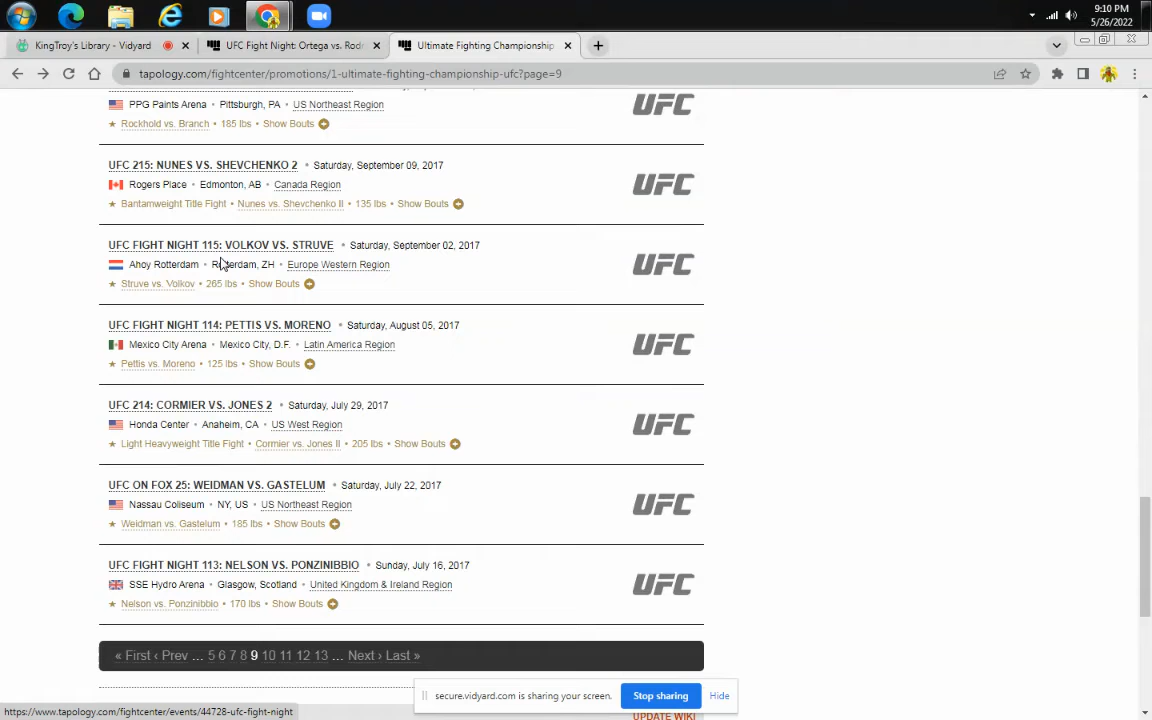 9:10 PM
5/26/2022
KingTroy's Library - Vidyard
UFC Fight Night: Ortega vs. Rod
Ultimate Fighting Championship
tapology.com/fightcenter/promotions/1-ultimate-fighting-championship-ufc?page=9
PPG Paints Arena • Pittsburgh, PA • US Northeast Region
UFC
★ Rockhold vs. Branch • 185 lbs • Show Bouts
UFC 215: NUNES VS. SHEVCHENKO 2 • Saturday, September 09, 2017
Rogers Place • Edmonton, AB • Canada Region
UFC
★ Bantamweight Title Fight • Nunes vs. Shevchenko II • 135 lbs • Show Bouts
UFC FIGHT NIGHT 115: VOLKOV VS. STRUVE • Saturday, September 02, 2017
Ahoy Rotterdam • Rotterdam, ZH • Europe Western Region
UFC
★ Struve vs. Volkov • 265 lbs • Show Bouts
UFC FIGHT NIGHT 114: PETTIS VS. MORENO • Saturday, August 05, 2017
Mexico City Arena • Mexico City, D.F. • Latin America Region
UFC
★ Pettis vs. Moreno • 125 lbs • Show Bouts
UFC 214: CORMIER VS. JONES 2 • Saturday, July 29, 2017
Honda Center • Anaheim, CA • US West Region
UFC
★ Light Heavyweight Title Fight • Cormier vs. Jones II • 205 lbs • Show Bouts
UFC ON FOX 25: WEIDMAN VS. GASTELUM • Saturday, July 22, 2017
Nassau Coliseum • NY, US • US Northeast Region
UFC
★ Weidman vs. Gastelum • 185 lbs • Show Bouts
UFC FIGHT NIGHT 113: NELSON VS. PONZINIBBIO • Sunday, July 16, 2017
SSE Hydro Arena • Glasgow, Scotland • United Kingdom & Ireland Region
UFC
★ Nelson vs. Ponzinibbio • 170 lbs • Show Bouts
« First ‹ Prev ... 5 6 7 8 9 10 11 12 13 ... Next › Last »
secure.vidyard.com is sharing your screen. Stop sharing Hide
https://www.tapology.com/fightcenter/events/44728-ufc-fight-night
UPDATE WIKI